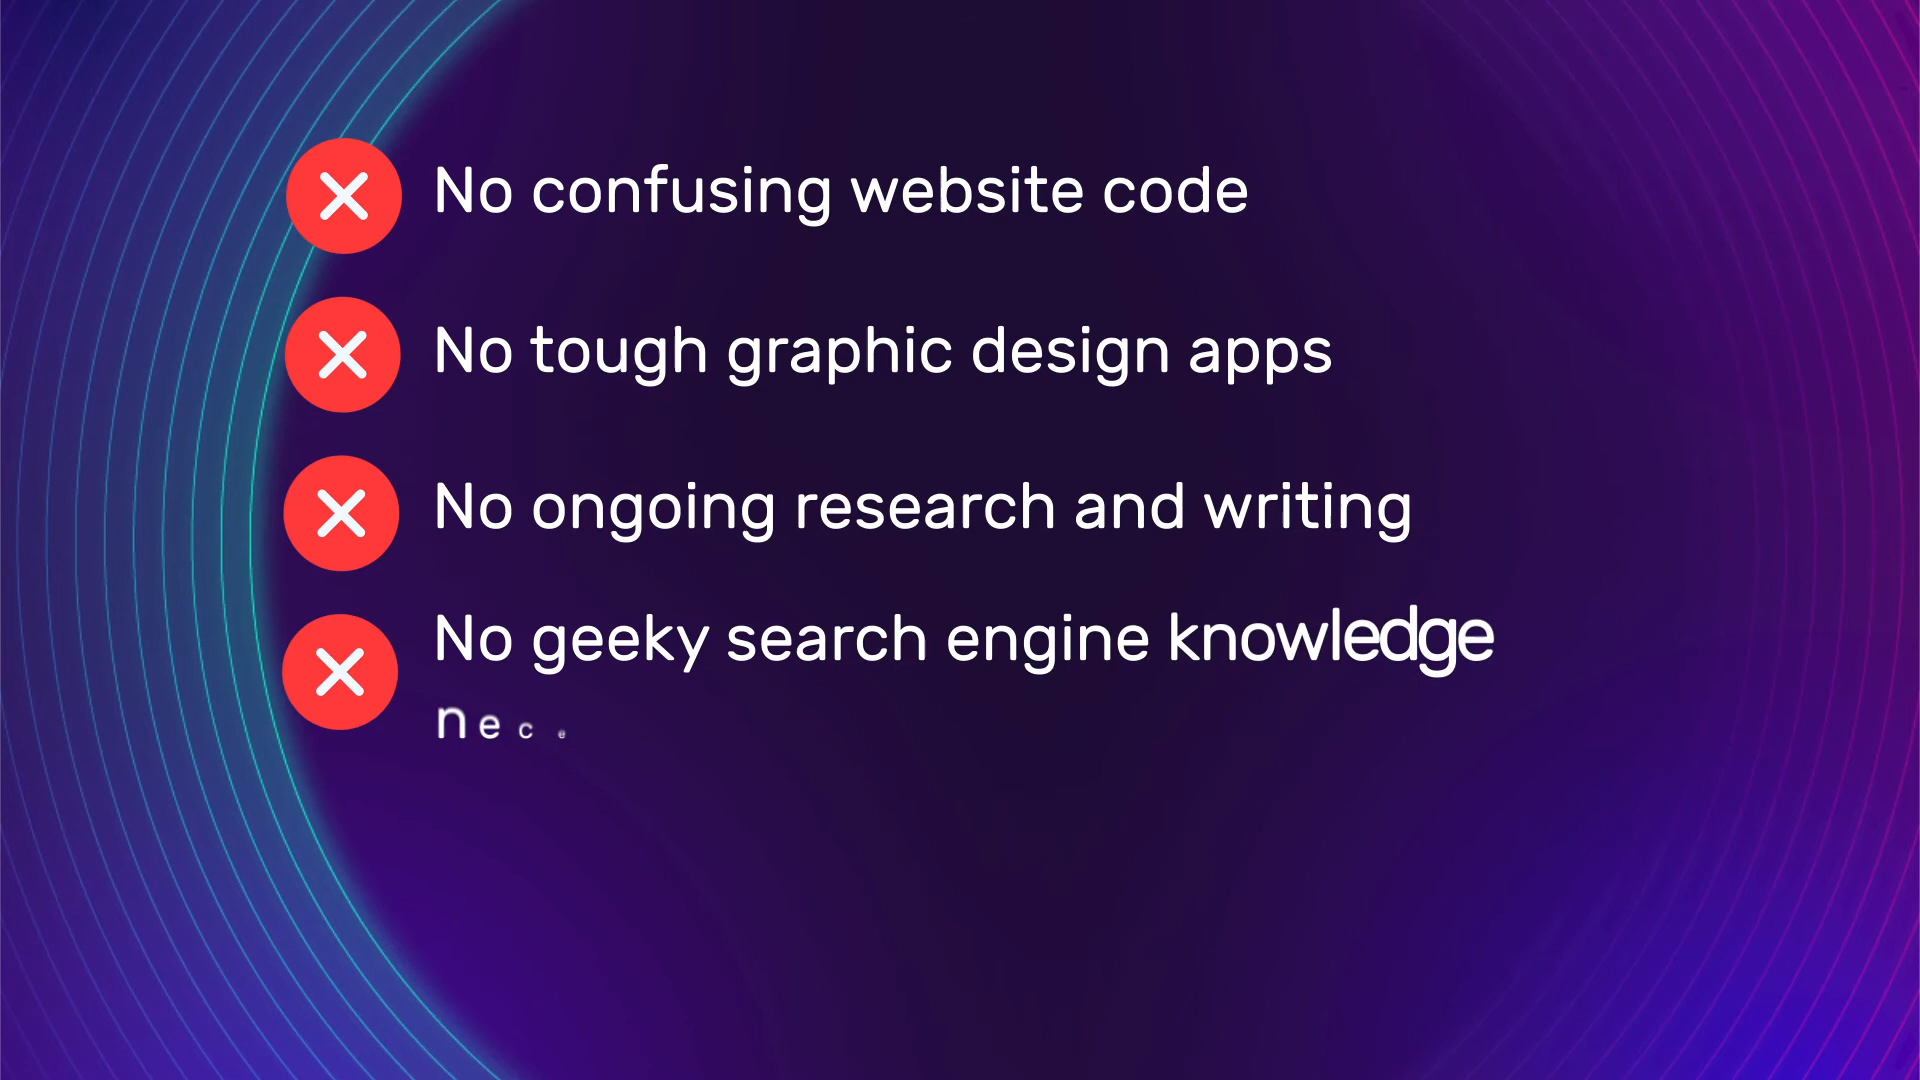 No confusing website code
No tough graphic design apps
No ongoing research and writing
No geeky search engine knowledge
nece